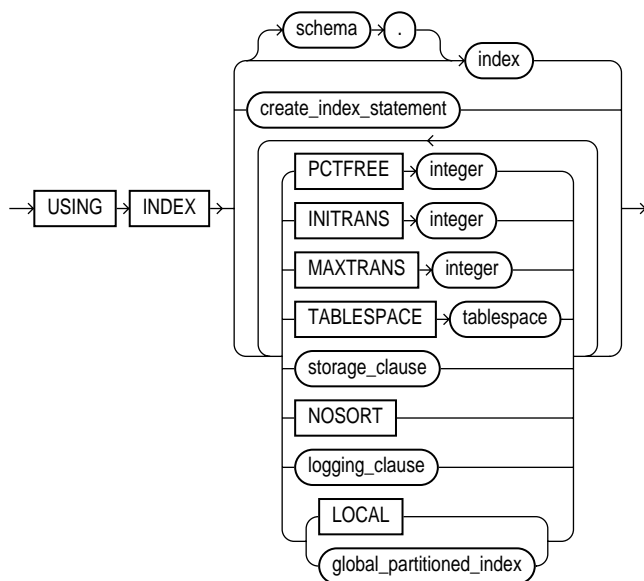 schema .
index
create_index_statement
PCTFREE integer
USING INDEX INITRANS integer
MAXTRANS integer
TABLESPACE tablespace
storage_clause
NOSORT
logging_clause
LOCAL
global_partitioned_index